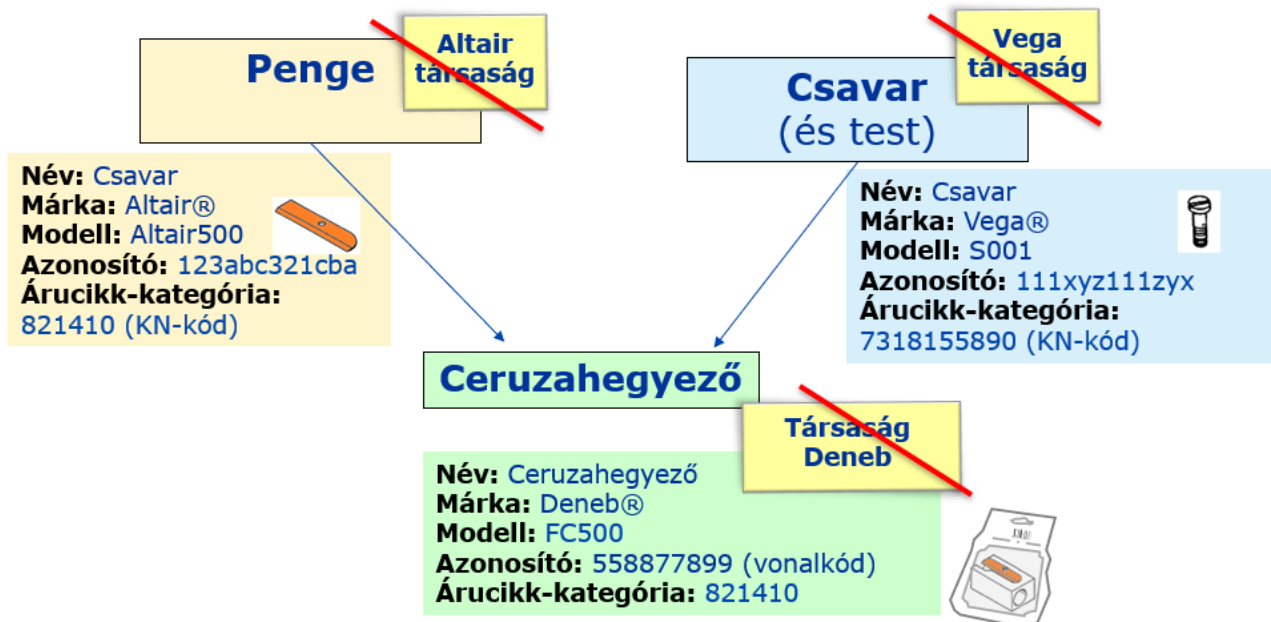 Penge
Altair
társaság
Név: Csavar
Márka: Altair®
Modell: Altair500
Azonosító: 123abc321cba
Árucikk-kategória:
821410 (KN-kód)
Csavar
(és test)
Vega
társaság
Név: Csavar
Márka: Vega®
Modell: S001
Azonosító: 111xyz111zyx
Árucikk-kategória:
7318155890 (KN-kód)
Ceruzahegyező
Társaság
Deneb
Név: Ceruzahegyező
Márka: Deneb®
Modell: FC500
Azonosító: 558877899 (vonalkód)
Árucikk-kategória: 821410